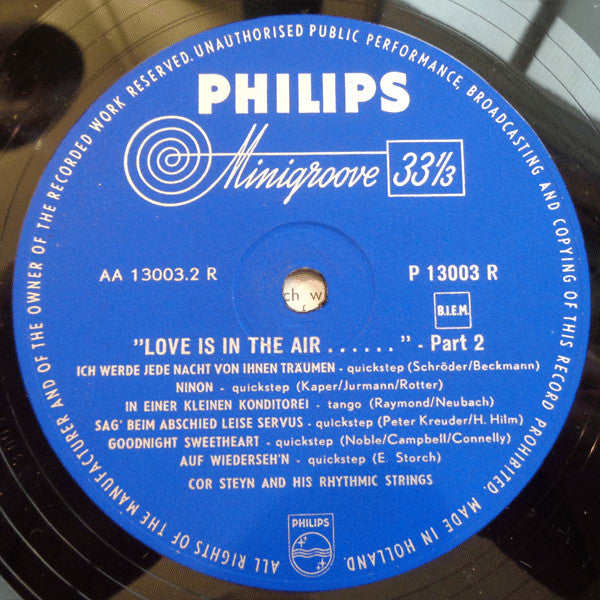 ALL RIGHTS OF THE MANUFACTURER AND OF THE OWNER OF THE RECORDED WORK RESERVED. UNAUTHORISED PUBLIC PERFORMANCE, BROADCASTING AND COPYING OF THIS RECORD PROHIBITED. MADE IN HOLLAND.
PHILIPS
Minigroove 33⅓
AA 13003.2 R P 13003 R
ch w
B.I.E.M.
"LOVE IS IN THE AIR ......" - Part 2
ICH WERDE JEDE NACHT VON IHNEN TRÄUMEN - quickstep (Schröder/Beckmann)
NINON - quickstep (Kaper/Jurmann/Rotter)
IN EINER KLEINEN KONDITOREI - tango (Raymond/Neubach)
SAG' BEIM ABSCHIED LEISE SERVUS - quickstep (Peter Kreuder/H. Hilm)
GOODNIGHT SWEETHEART - quickstep (Noble/Campbell/Connelly)
AUF WIEDERSEH'N - quickstep (E. Storch)
COR STEYN AND HIS RHYTHMIC STRINGS
PHILIPS